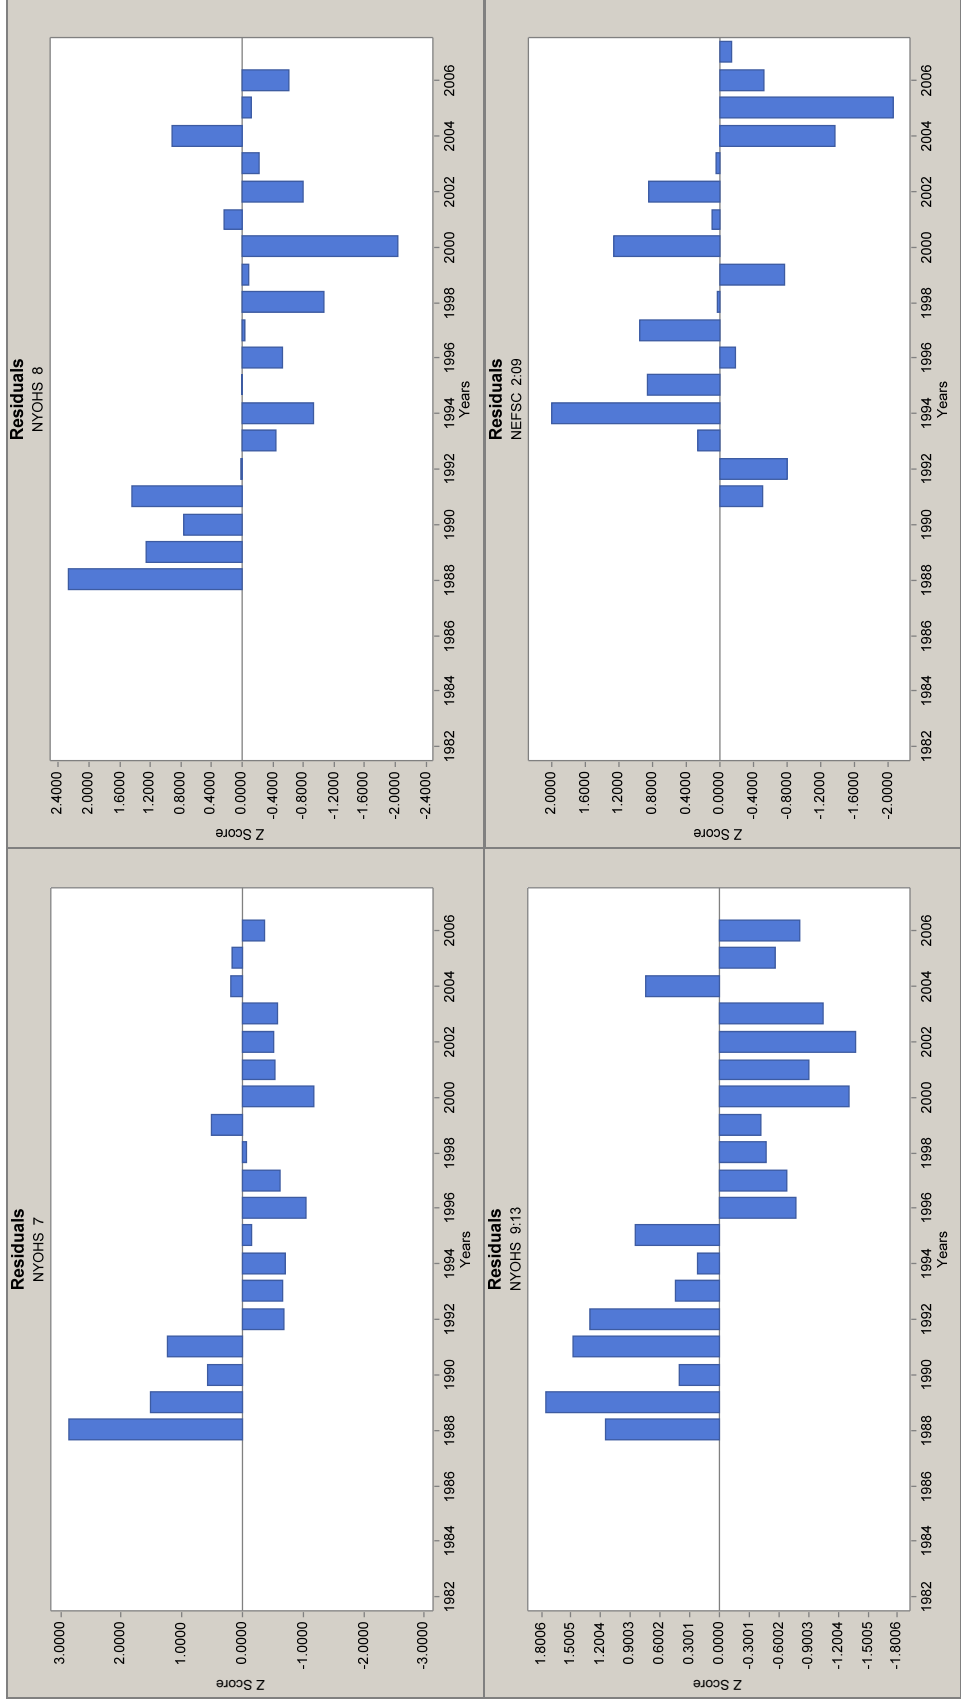 Residuals
NYOHS 7
Z Score
3.0000
2.0000
1.0000
0.0000
-1.0000
-2.0000
-3.0000
1982 1984 1986 1988 1990 1992 1994 1996 1998 2000 2002 2004 2006
Years
Residuals
NYOHS 8
Z Score
2.4000
2.0000
1.6000
1.2000
0.8000
0.4000
0.0000
-0.4000
-0.8000
-1.2000
-1.6000
-2.0000
-2.4000
1982 1984 1986 1988 1990 1992 1994 1996 1998 2000 2002 2004 2006
Years
Residuals
NYOHS 9:13
Z Score
1.8006
1.5005
1.2004
0.9003
0.6002
0.3001
0.0000
-0.3001
-0.6002
-0.9003
-1.2004
-1.5005
-1.8006
1982 1984 1986 1988 1990 1992 1994 1996 1998 2000 2002 2004 2006
Years
Residuals
NEFSC 2:09
Z Score
2.0000
1.6000
1.2000
0.8000
0.4000
0.0000
-0.4000
-0.8000
-1.2000
-1.6000
-2.0000
1982 1984 1986 1988 1990 1992 1994 1996 1998 2000 2002 2004 2006
Years